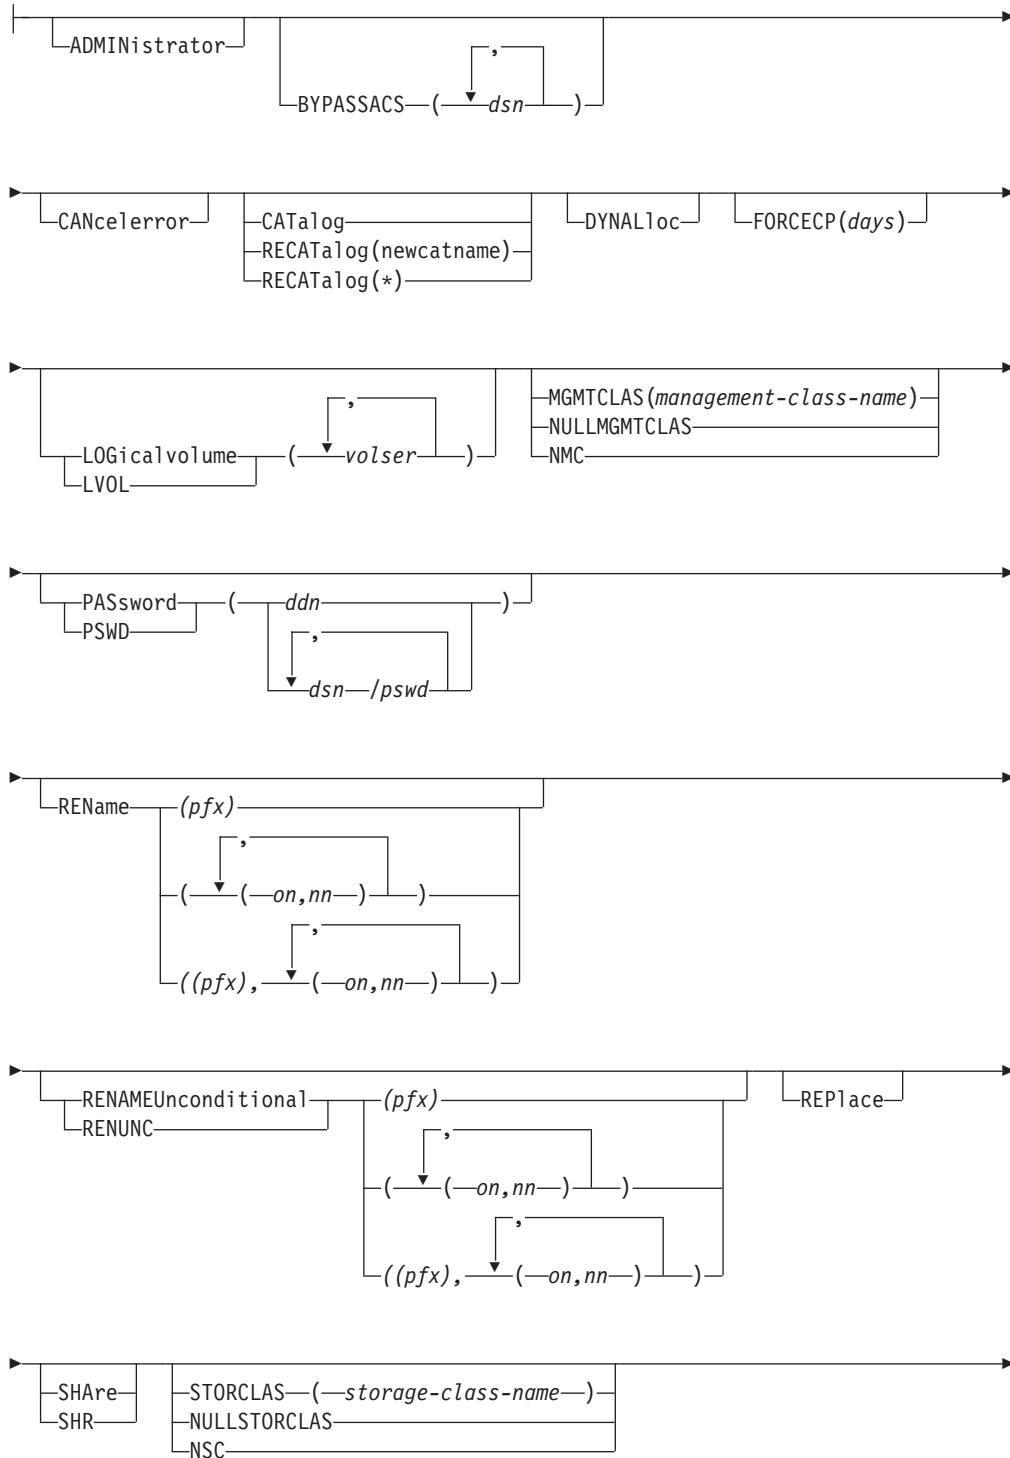 ADMINistrator
,
BYPASSACS ( dsn )
CANcelerror CATalog DYNALloc FORCECP(days)
RECATalog(newcatname)
RECATalog(*)
,
LOGicalvolume ( volser )
LVOL
MGMTCLAS(management-class-name)
NULLMGMTCLAS
NMC
PASsword ( ddn )
PSWD
,
dsn /pswd
REName (pfx)
,
( ( on,nn ) )
,
((pfx), ( on,nn ) )
RENAMEUnconditional (pfx) REPlace
RENUNC
,
( ( on,nn ) )
,
((pfx), ( on,nn ) )
SHAre STORCLAS ( storage-class-name )
SHR NULLSTORCLAS
NSC